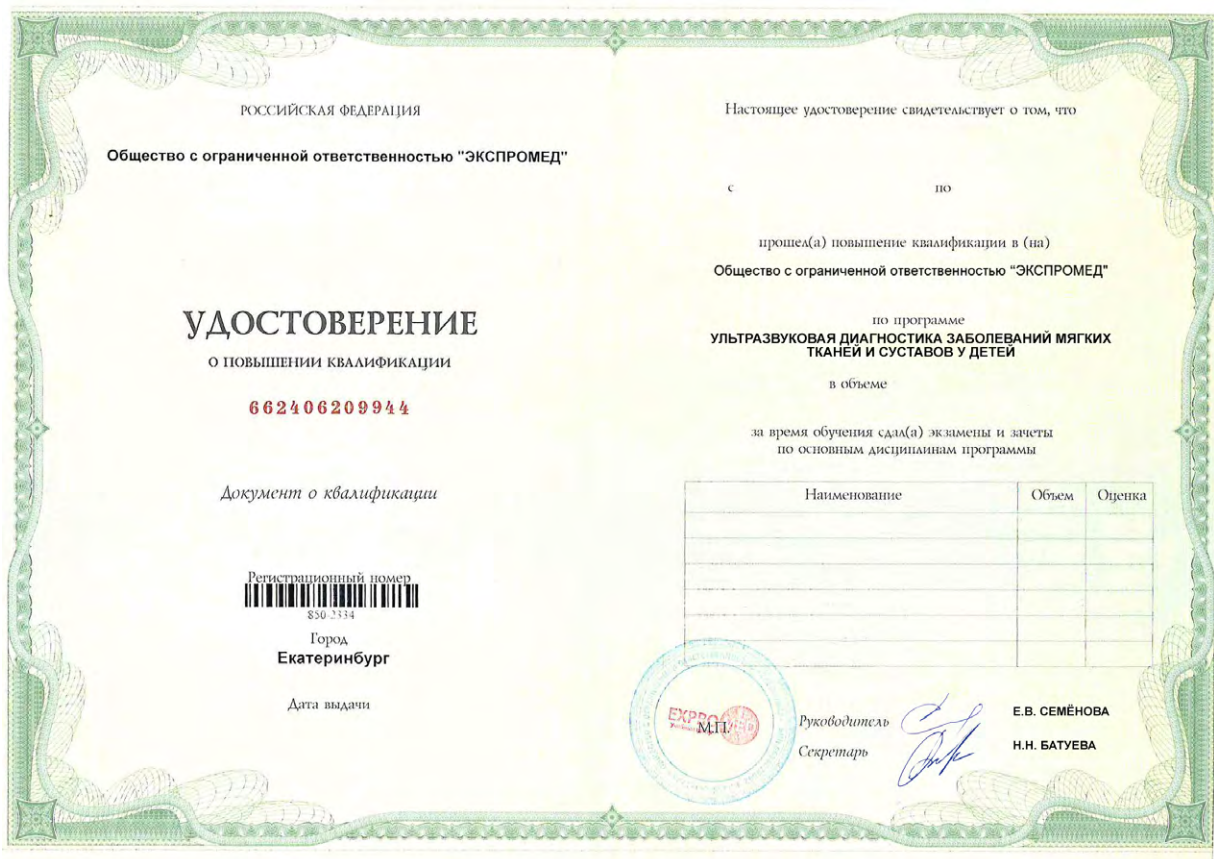 РОССИЙСКАЯ ФЕДЕРАЦИЯ
Общество с ограниченной ответственностью "ЭКСПРОМЕД"
УДОСТОВЕРЕНИЕ
О ПОВЫШЕНИИ КВАЛИФИКАЦИИ
662406209944
Документ о квалификации
Регистрационный номер
850-2334
Город
Екатеринбург
Дата выдачи
Настоящее удостоверение свидетельствует о том, что
с по
прошел(а) повышение квалификации в (на)
Общество с ограниченной ответственностью "ЭКСПРОМЕД"
по программе
УЛЬТРАЗВУКОВАЯ ДИАГНОСТИКА ЗАБОЛЕВАНИЙ МЯГКИХ
ТКАНЕЙ И СУСТАВОВ У ДЕТЕЙ
в объеме
за время обучения сдал(а) экзамены и зачеты
по основным дисциплинам программы
Наименование Объем Оценка
М.П.
Руководитель Е.В. СЕМЁНОВА
Секретарь Н.Н. БАТУЕВА